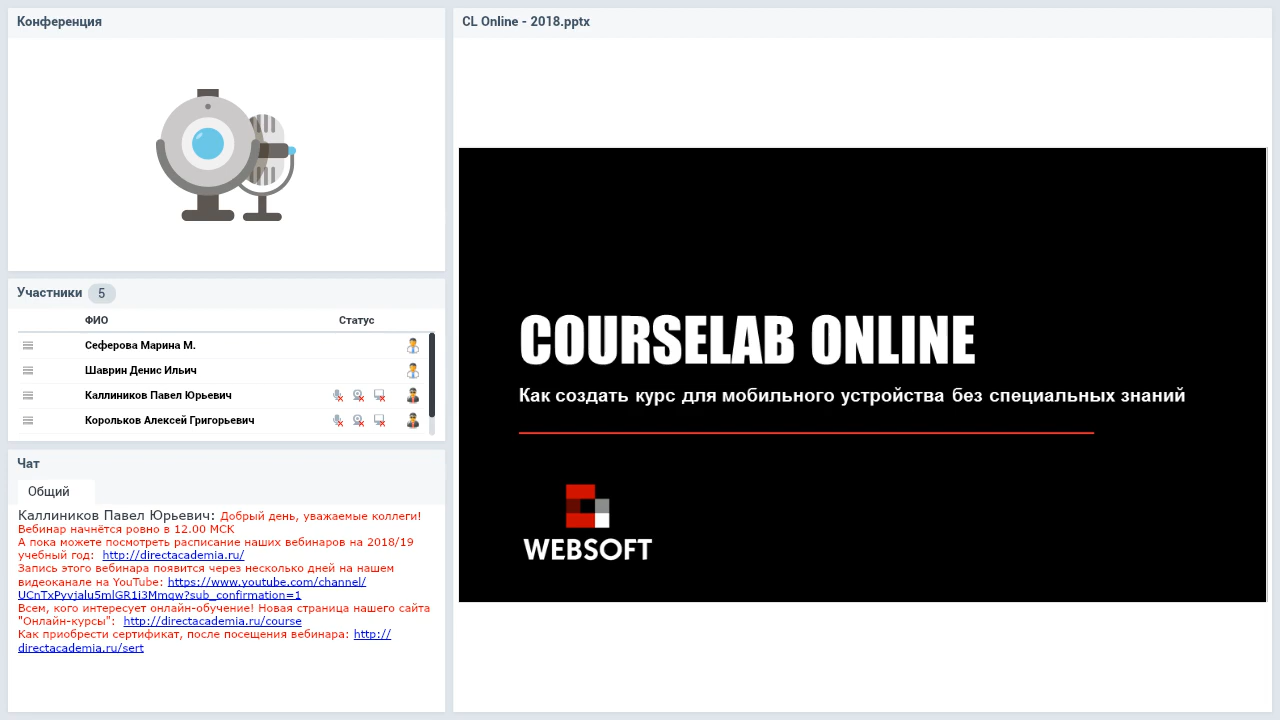 Конференция
Участники 5
ФИО Статус
Сеферова Марина М.
Шаврин Денис Ильич
Каллиников Павел Юрьевич
Корольков Алексей Григорьевич
Чат
Общий
Каллиников Павел Юрьевич: Добрый день, уважаемые коллеги!
Вебинар начнётся ровно в 12.00 МСК
А пока можете посмотреть расписание наших вебинаров на 2018/19
учебный год: http://directacademia.ru/
Запись этого вебинара появится через несколько дней на нашем
видеоканале на YouTube: https://www.youtube.com/channel/
UCnTxPyvjalu5mlGR1i3Mmqw?sub_confirmation=1
Всем, кого интересует онлайн-обучение! Новая страница нашего сайта
"Онлайн-курсы": http://directacademia.ru/course
Как приобрести сертификат, после посещения вебинара: http://
directacademia.ru/sert
CL Online - 2018.pptx
COURSELAB ONLINE
Как создать курс для мобильного устройства без специальных знаний
WEBSOFT